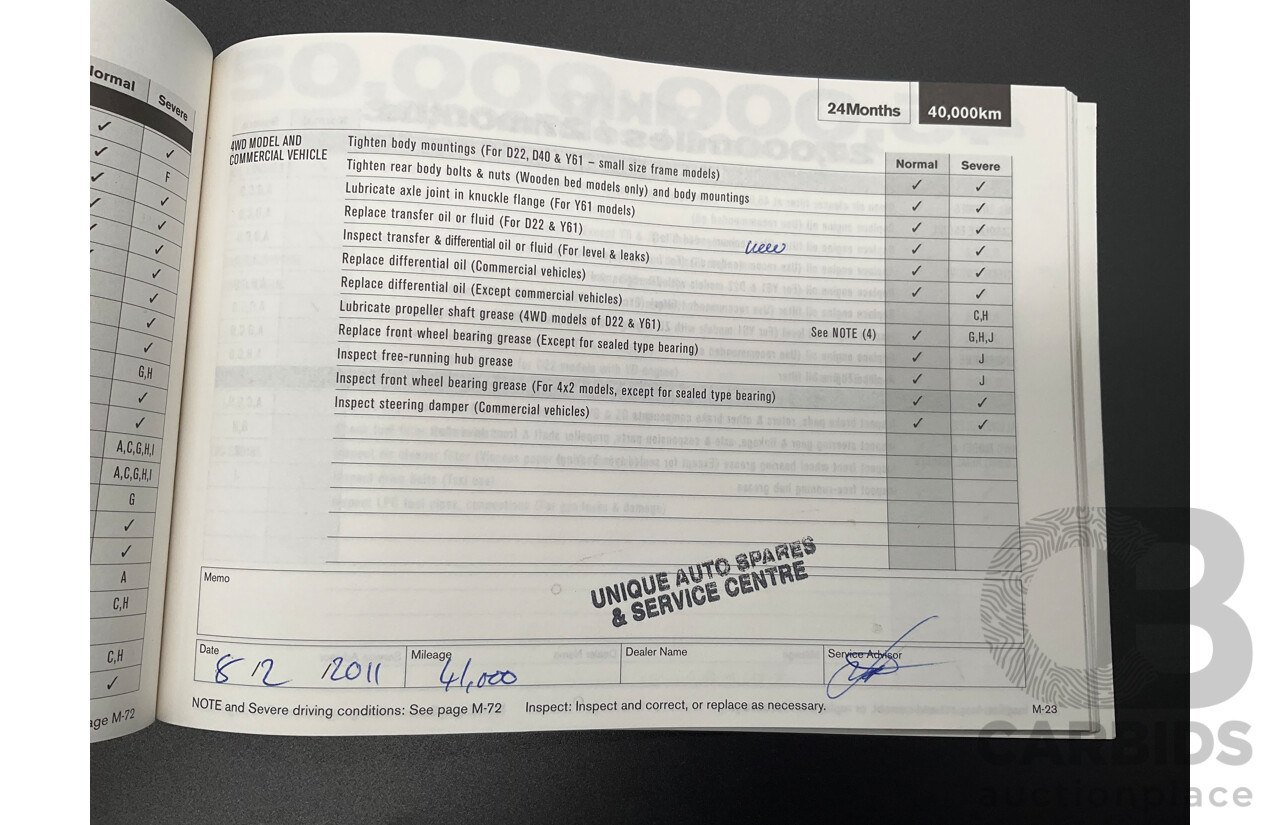 Normal Severe
✓ ✓
✓ F
✓ ✓
✓ ✓
✓ ✓
✓
✓
✓
✓
G,H
✓
✓
A,C,G,H,I
A,C,G,H,I
G
✓
✓
A
C,H
C,H
✓
page M-72
24Months 40,000km
4WD MODEL AND
COMMERCIAL VEHICLE
Normal Severe
Tighten body mountings (For D22, D40 & Y61 – small size frame models) ✓ ✓
Tighten rear body bolts & nuts (Wooden bed models only) and body mountings ✓ ✓
Lubricate axle joint in knuckle flange (For Y61 models) ✓ ✓
Replace transfer oil or fluid (For D22 & Y61) ✓
Inspect transfer & differential oil or fluid (For level & leaks) ✓ ✓
Replace differential oil (Commercial vehicles) ✓ ✓
Replace differential oil (Except commercial vehicles) C,H
Lubricate propeller shaft grease (4WD models of D22 & Y61) See NOTE (4) ✓ G,H,J
Replace front wheel bearing grease (Except for sealed type bearing) ✓ J
Inspect free-running hub grease ✓ J
Inspect front wheel bearing grease (For 4x2 models, except for sealed type bearing) ✓ ✓
Inspect steering damper (Commercial vehicles) ✓ ✓
Memo
UNIQUE AUTO SPARES
& SERVICE CENTRE
Date Mileage Dealer Name Service Advisor
8 12 2011 41,000
NOTE and Severe driving conditions: See page M-72 Inspect: Inspect and correct, or replace as necessary.
M-23
CB
CARBIDS
auctionplace